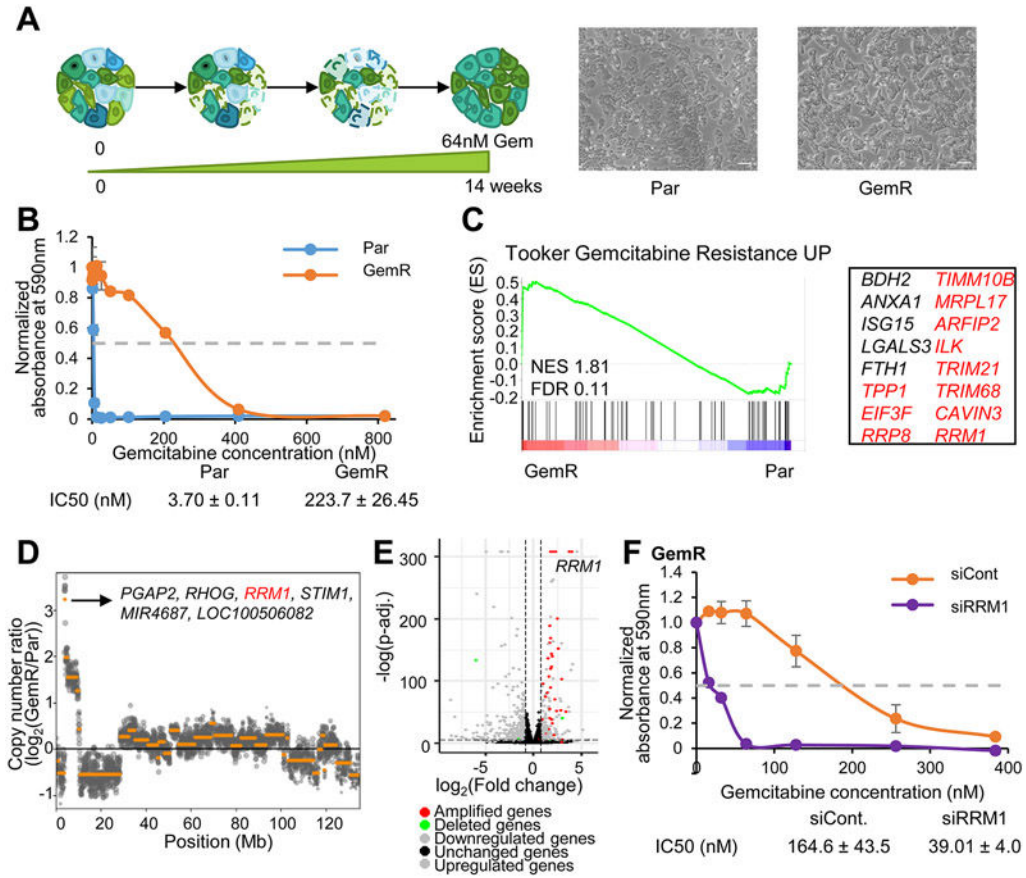 A
0
64nM Gem
0
14 weeks
Par
GemR
B
Normalized
absorbance at 590nm
1.2
1
0.8
0.6
0.4
0.2
0
Par
GemR
0
200
400
600
800
Gemcitabine concentration (nM)
Par GemR
IC50 (nM) 3.70 ± 0.11 223.7 ± 26.45
C
Tooker Gemcitabine Resistance UP
Enrichment score (ES)
0.5
0.4
0.3
0.2
0.1
0.0
-0.1
-0.2
NES 1.81
FDR 0.11
GemR
Par
BDH2 TIMM10B
ANXA1 MRPL17
ISG15 ARFIP2
LGALS3 ILK
FTH1 TRIM21
TPP1 TRIM68
EIF3F CAVIN3
RRP8 RRM1
D
Copy number ratio
(log2(GemR/Par))
3
2
1
0
-1
PGAP2, RHOG, RRM1, STIM1,
MIR4687, LOC100506082
0 20 40 60 80 100 120
Position (Mb)
E
-log(p-adj.)
300
200
100
0
RRM1
-5 0 5
log2(Fold change)
Amplified genes
Deleted genes
Downregulated genes
Unchanged genes
Upregulated genes
F
GemR
Normalized
absorbance at 590nm
1.4
1.2
1.0
0.8
0.6
0.4
0.2
0
siCont
siRRM1
0 100 200 300 400
Gemcitabine concentration (nM)
siCont. siRRM1
IC50 (nM) 164.6 ± 43.5 39.01 ± 4.0